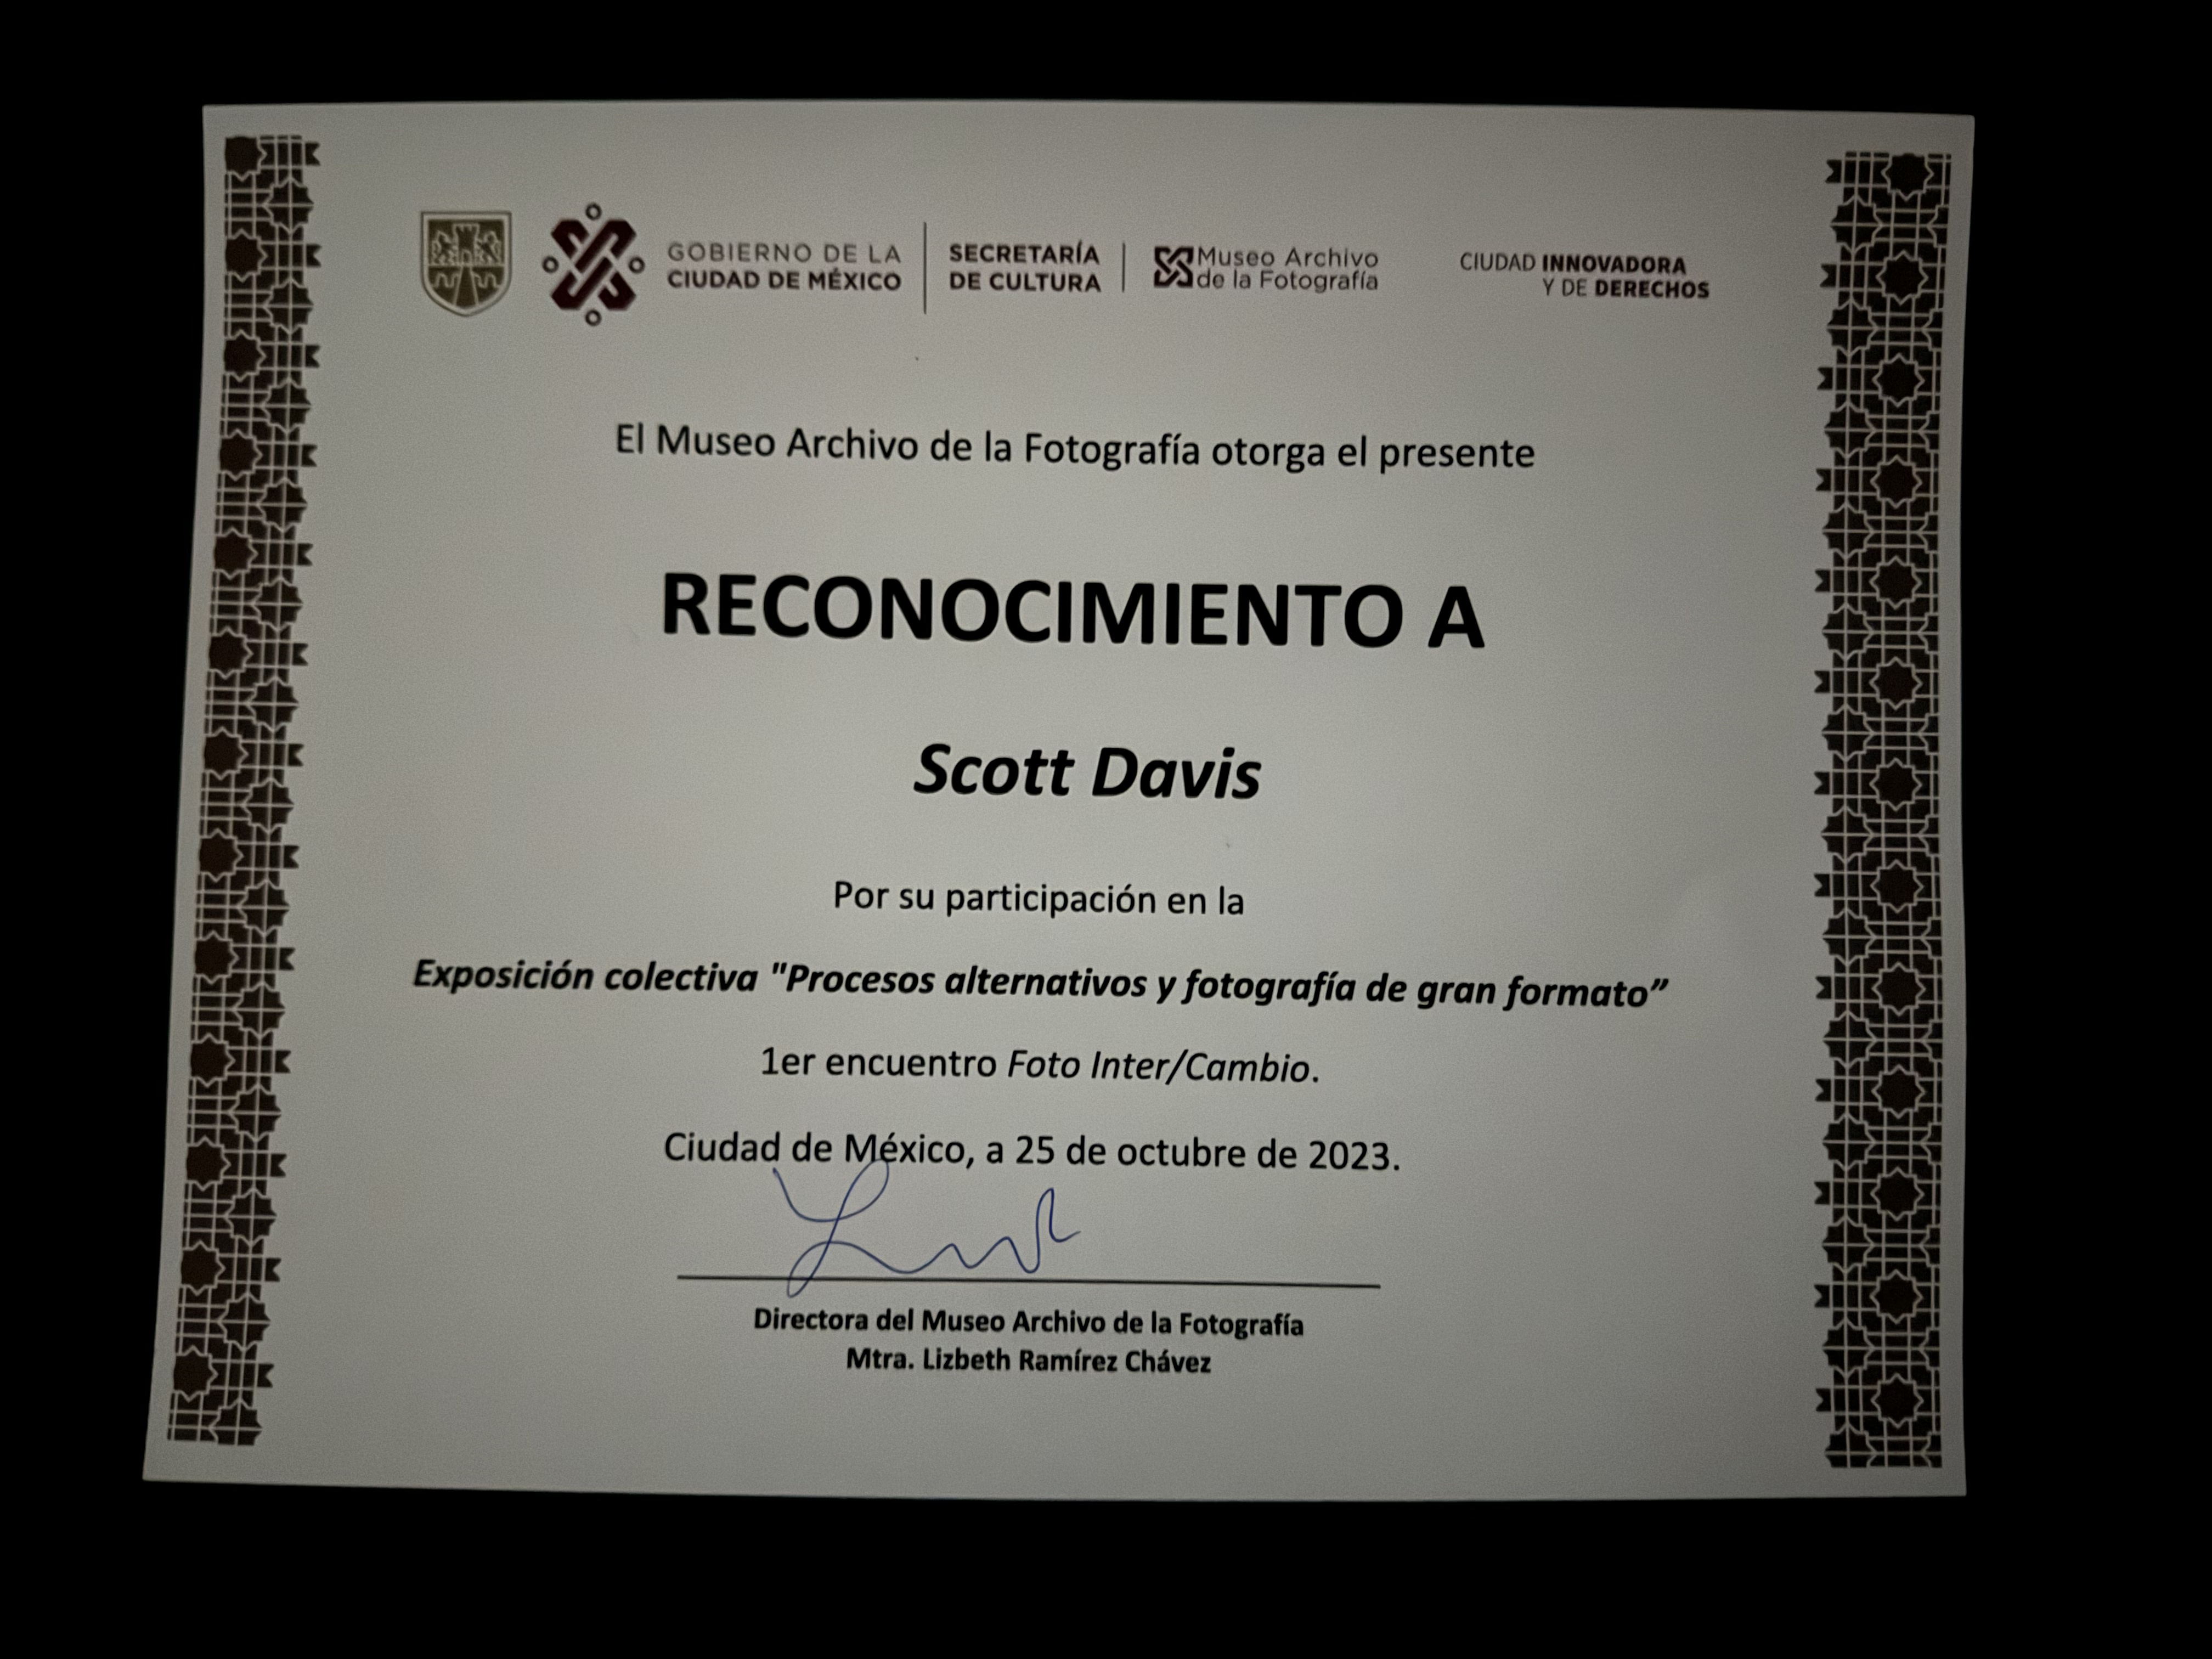 GOBIERNO DE LA
CIUDAD DE MÉXICO
SECRETARÍA
DE CULTURA
Museo Archivo
de la Fotografía
CIUDAD INNOVADORA
Y DE DERECHOS
El Museo Archivo de la Fotografía otorga el presente
RECONOCIMIENTO A
Scott Davis
Por su participación en la
Exposición colectiva "Procesos alternativos y fotografía de gran formato”
1er encuentro Foto Inter/Cambio.
Ciudad de México, a 25 de octubre de 2023.
Directora del Museo Archivo de la Fotografía
Mtra. Lizbeth Ramírez Chávez